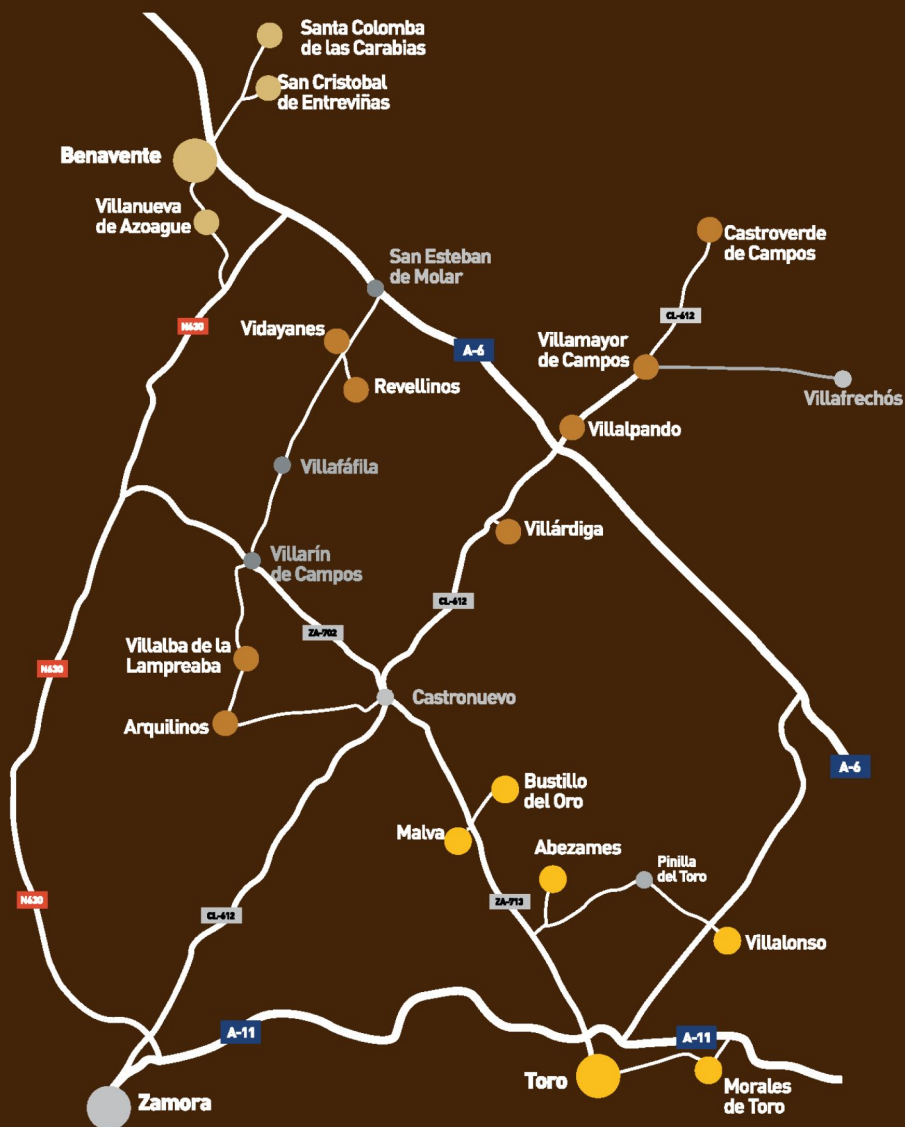 Santa Colomba
de las Carabias
San Cristobal
de Entreviñas
Benavente
Villanueva
de Azoague
San Esteban
de Molar
Castroverde
de Campos
CL-612
N630
Vidayanes
A-6
Villamayor
de Campos
Revellinos
Villafrechós
Villalpando
Villafáfila
Villárdiga
Villarín
de Campos
CL-612
ZA-702
Villalba de la
Lampreaba
N630
Castronuevo
Arquilinos
A-6
Bustillo
del Oro
Malva
Abezames
Pinilla
del Toro
N630
CL-612
ZA-713
Villalonso
A-11
A-11
Toro
Morales
de Toro
Zamora